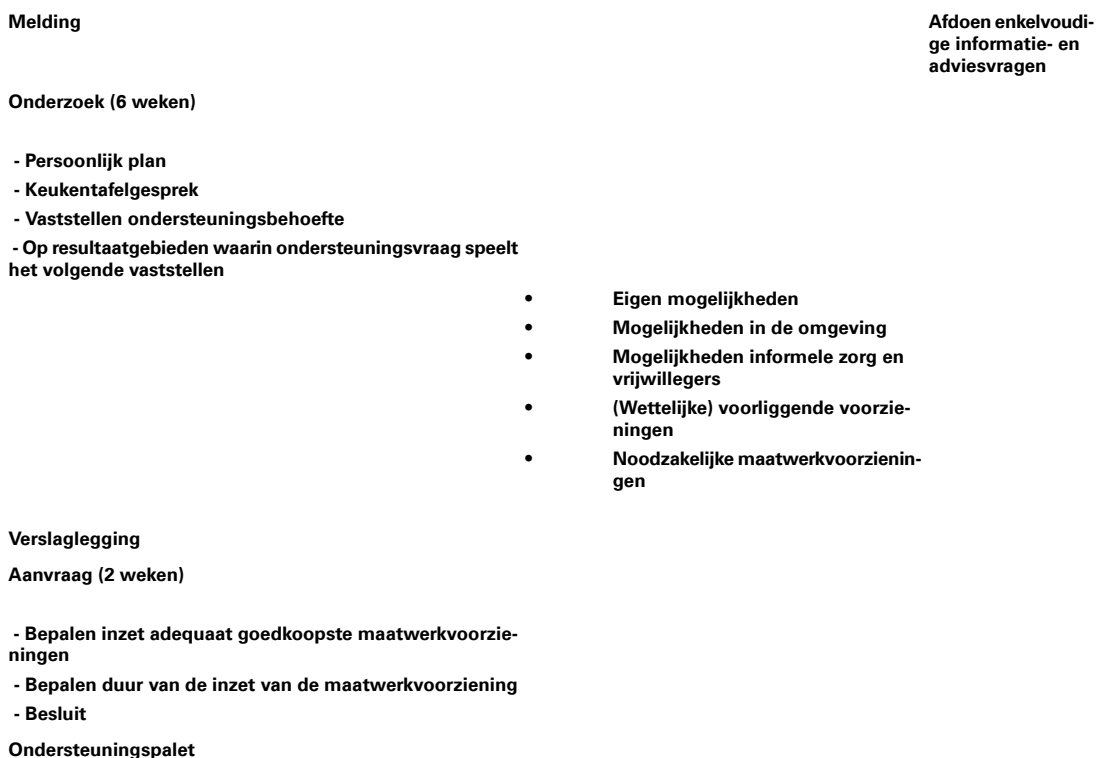 Melding
Afdoen enkelvoudi-
ge informatie- en
adviesvragen
Onderzoek (6 weken)
- Persoonlijk plan
- Keukentafelgesprek
- Vaststellen ondersteuningsbehoefte
- Op resultaatgebieden waarin ondersteuningsvraag speelt
het volgende vaststellen
• Eigen mogelijkheden
• Mogelijkheden in de omgeving
• Mogelijkheden informele zorg en
vrijwillegers
• (Wettelijke) voorliggende voorzie-
ningen
• Noodzakelijke maatwerkvoorzienin-
gen
Verslaglegging
Aanvraag (2 weken)
- Bepalen inzet adequaat goedkoopste maatwerkvoorzie-
ningen
- Bepalen duur van de inzet van de maatwerkvoorziening
- Besluit
Ondersteuningspalet